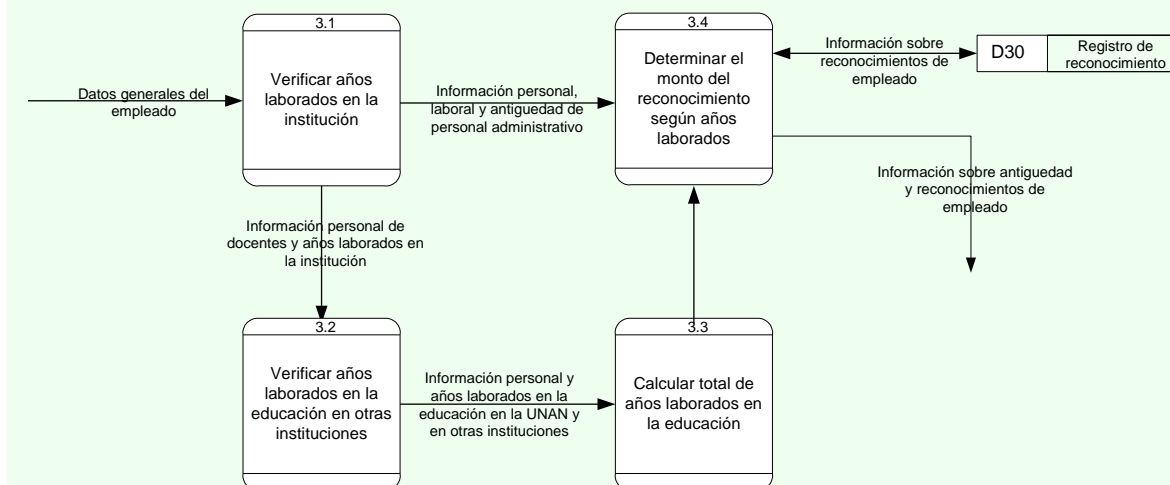 3.1
Verificar años
laborados en la
institución
3.4
Determinar el
monto del
reconocimiento
según años
laborados
Información sobre
reconocimientos de
empleado
D30
Registro de
reconocimiento
Datos generales del
empleado
Información personal,
laboral y antiguedad de
personal administrativo
Información sobre antiguedad
y reconocimientos de
empleado
Información personal de
docentes y años laborados en
la institución
3.2
Verificar años
laborados en la
educación en otras
instituciones
Información personal y
años laborados en la
educación en la UNAN y
en otras instituciones
3.3
Calcular total de
años laborados en
la educación